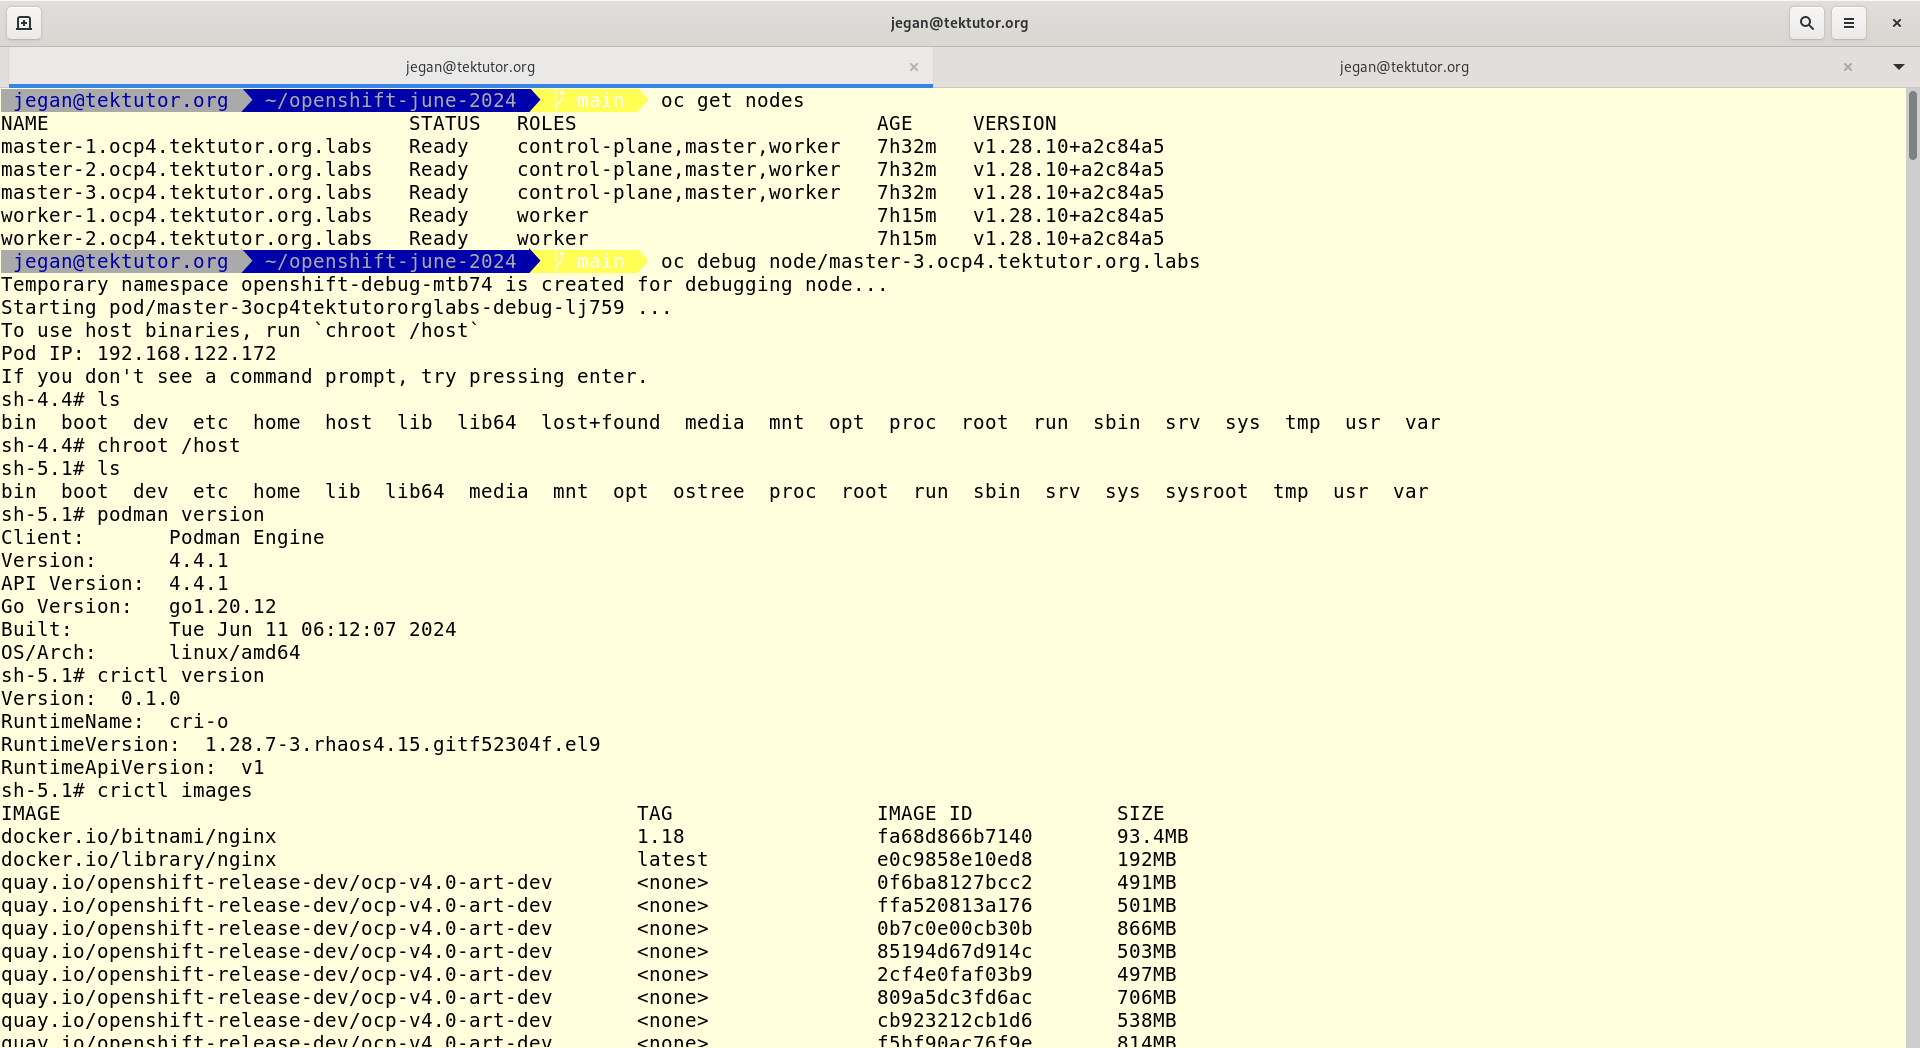 jegan@tektutor.org
jegan@tektutor.org jegan@tektutor.org
jegan@tektutor.org ~/openshift-june-2024 main oc get nodes
NAME STATUS ROLES AGE VERSION
master-1.ocp4.tektutor.org.labs Ready control-plane,master,worker 7h32m v1.28.10+a2c84a5
master-2.ocp4.tektutor.org.labs Ready control-plane,master,worker 7h32m v1.28.10+a2c84a5
master-3.ocp4.tektutor.org.labs Ready control-plane,master,worker 7h32m v1.28.10+a2c84a5
worker-1.ocp4.tektutor.org.labs Ready worker 7h15m v1.28.10+a2c84a5
worker-2.ocp4.tektutor.org.labs Ready worker 7h15m v1.28.10+a2c84a5
jegan@tektutor.org ~/openshift-june-2024 main oc debug node/master-3.ocp4.tektutor.org.labs
Temporary namespace openshift-debug-mtb74 is created for debugging node...
Starting pod/master-3ocp4tektutororglabs-debug-lj759 ...
To use host binaries, run `chroot /host`
Pod IP: 192.168.122.172
If you don't see a command prompt, try pressing enter.
sh-4.4# ls
bin boot dev etc home host lib lib64 lost+found media mnt opt proc root run sbin srv sys tmp usr var
sh-4.4# chroot /host
sh-5.1# ls
bin boot dev etc home lib lib64 media mnt opt ostree proc root run sbin srv sys sysroot tmp usr var
sh-5.1# podman version
Client: Podman Engine
Version: 4.4.1
API Version: 4.4.1
Go Version: go1.20.12
Built: Tue Jun 11 06:12:07 2024
OS/Arch: linux/amd64
sh-5.1# crictl version
Version: 0.1.0
RuntimeName: cri-o
RuntimeVersion: 1.28.7-3.rhaos4.15.gitf52304f.el9
RuntimeApiVersion: v1
sh-5.1# crictl images
IMAGE TAG IMAGE ID SIZE
docker.io/bitnami/nginx 1.18 fa68d866b7140 93.4MB
docker.io/library/nginx latest e0c9858e10ed8 192MB
quay.io/openshift-release-dev/ocp-v4.0-art-dev <none> 0f6ba8127bcc2 491MB
quay.io/openshift-release-dev/ocp-v4.0-art-dev <none> ffa520813a176 501MB
quay.io/openshift-release-dev/ocp-v4.0-art-dev <none> 0b7c0e00cb30b 866MB
quay.io/openshift-release-dev/ocp-v4.0-art-dev <none> 85194d67d914c 503MB
quay.io/openshift-release-dev/ocp-v4.0-art-dev <none> 2cf4e0faf03b9 497MB
quay.io/openshift-release-dev/ocp-v4.0-art-dev <none> 809a5dc3fd6ac 706MB
quay.io/openshift-release-dev/ocp-v4.0-art-dev <none> cb923212cb1d6 538MB
quay.io/openshift-release-dev/ocp-v4.0-art-dev <none> f5bf90ac76f9e 814MB